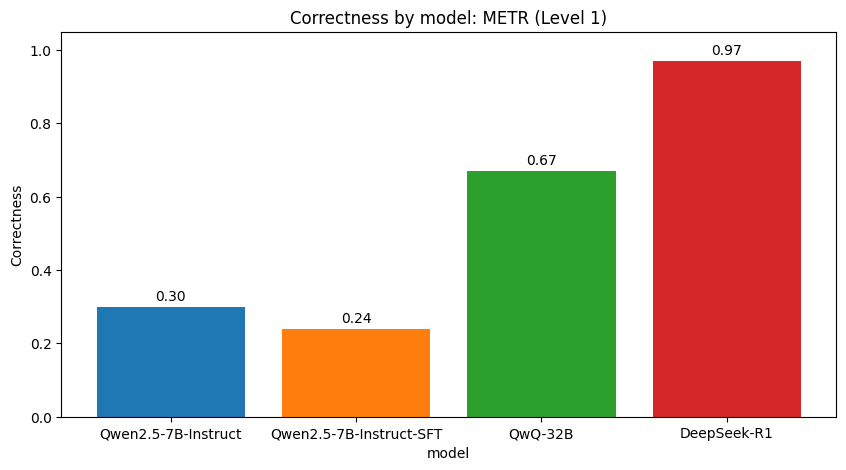 Correctness by model: METR (Level 1)
1.0
0.8
0.6
0.4
0.2
0.0
Correctness
0.30
0.24
0.67
0.97
Qwen2.5-7B-Instruct
Qwen2.5-7B-Instruct-SFT
QwQ-32B
DeepSeek-R1
model